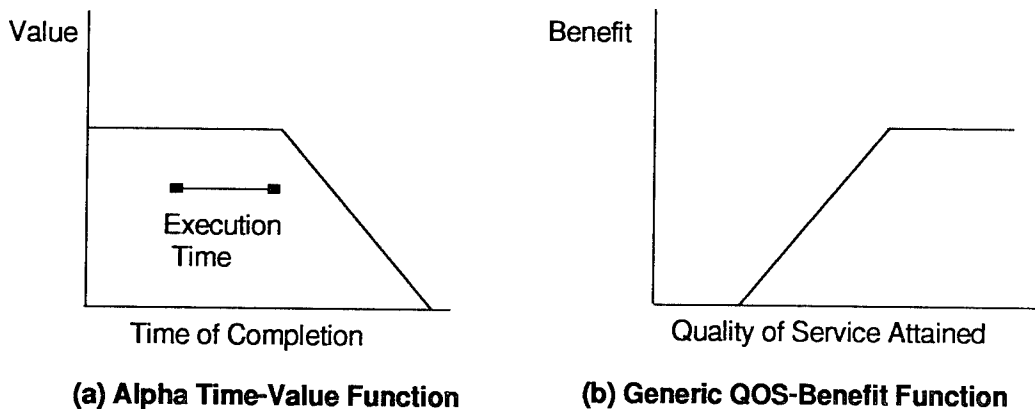 Value
Execution
Time
Time of Completion
(a) Alpha Time-Value Function
Benefit
Quality of Service Attained
(b) Generic QOS-Benefit Function